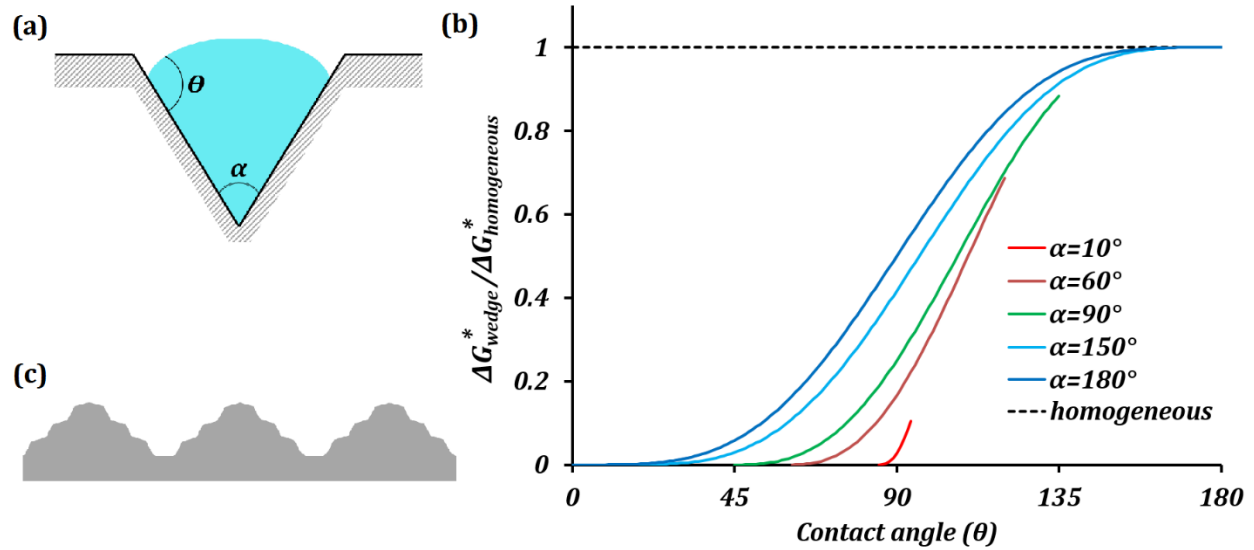 (a)
θ
α
(b)
ΔG*wedge/ΔG*homogeneous
1
0.8
0.6
0.4
0.2
0
0 45 90 135 180
Contact angle (θ)
α=10°
α=60°
α=90°
α=150°
α=180°
homogeneous
(c)